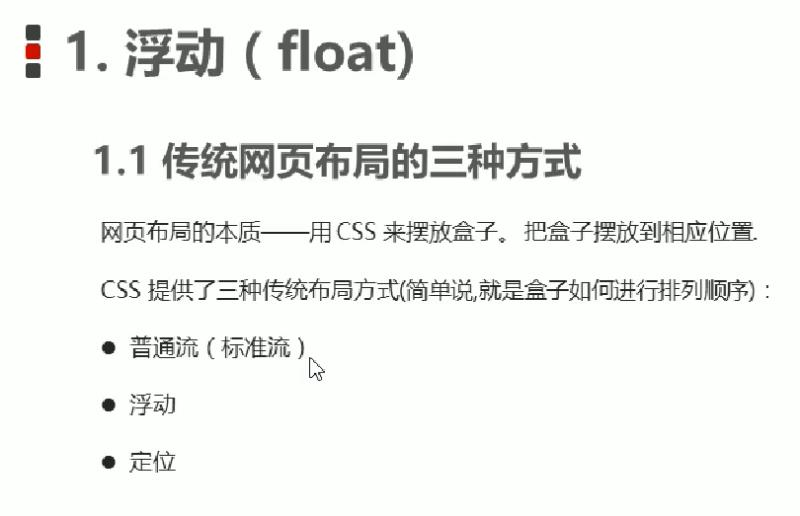 1. 浮动（float)
1.1 传统网页布局的三种方式
网页布局的本质——用 CSS 来摆放盒子。 把盒子摆放到相应位置.
CSS 提供了三种传统布局方式(简单说,就是盒子如何进行排列顺序)：
● 普通流（标准流）
● 浮动
● 定位